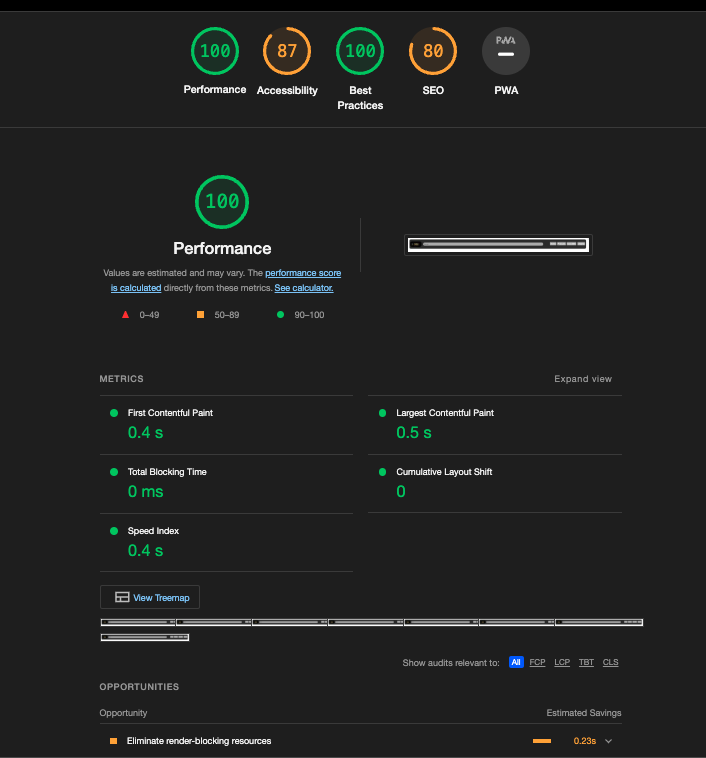 100 87 100 80 PWA
Performance Accessibility Best Practices SEO PWA
100
Performance
Values are estimated and may vary. The performance score
is calculated directly from these metrics. See calculator.
0–49 50–89 90–100
METRICS Expand view
First Contentful Paint Largest Contentful Paint
0.4 s 0.5 s
Total Blocking Time Cumulative Layout Shift
0 ms 0
Speed Index
0.4 s
View Treemap
Show audits relevant to: All FCP LCP TBT CLS
OPPORTUNITIES
Opportunity Estimated Savings
Eliminate render-blocking resources 0.23s